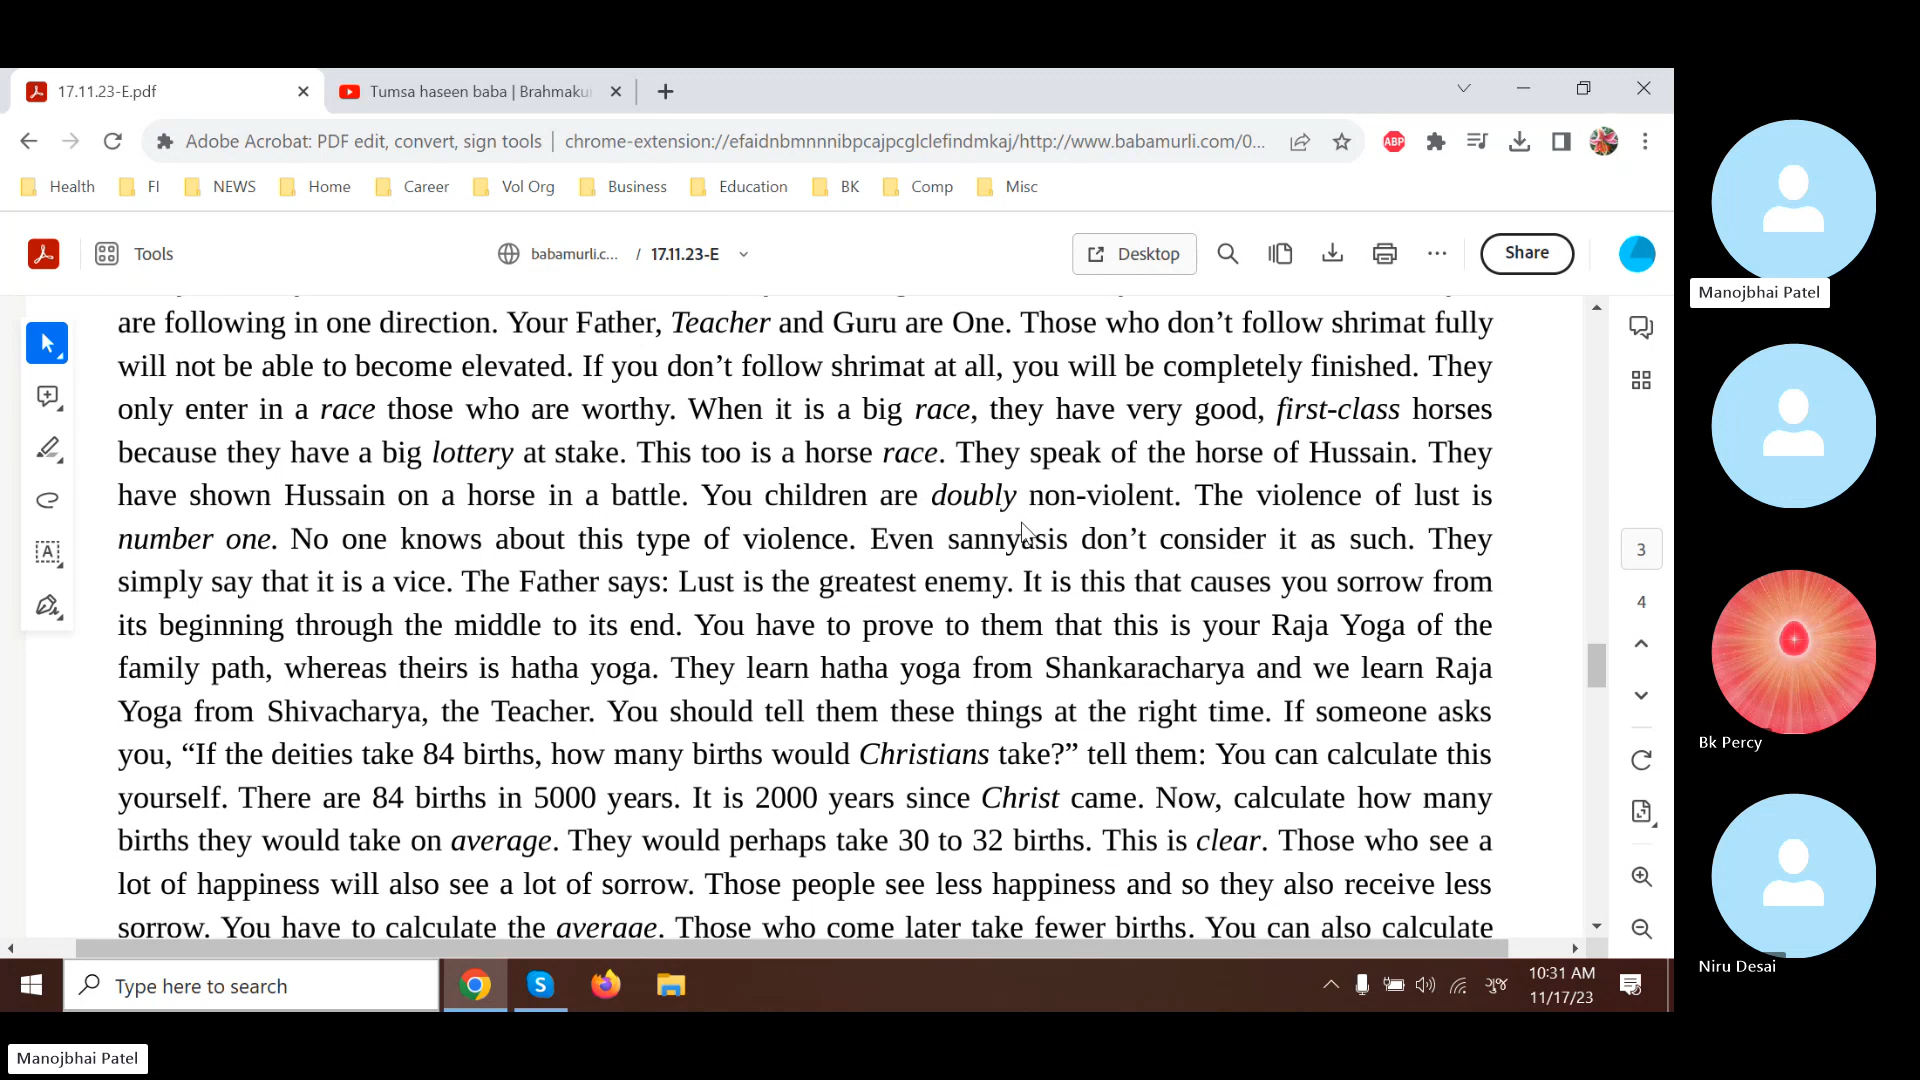 17.11.23-E.pdf
Tumsa haseen baba | Brahmaku
Adobe Acrobat: PDF edit, convert, sign tools
chrome-extension://efaidnbmnnnibpcajpcglclefindmkaj/http://www.babamurli.com/0...
ABP
Health
FI
NEWS
Home
Career
Vol Org
Business
Education
BK
Comp
Misc
Tools
babamurli.c... / 17.11.23-E
Desktop
Share
are following in one direction. Your Father, Teacher and Guru are One. Those who don’t follow shrimat fully
will not be able to become elevated. If you don’t follow shrimat at all, you will be completely finished. They
only enter in a race those who are worthy. When it is a big race, they have very good, first-class horses
because they have a big lottery at stake. This too is a horse race. They speak of the horse of Hussain. They
have shown Hussain on a horse in a battle. You children are doubly non-violent. The violence of lust is
number one. No one knows about this type of violence. Even sannyasis don’t consider it as such. They
simply say that it is a vice. The Father says: Lust is the greatest enemy. It is this that causes you sorrow from
its beginning through the middle to its end. You have to prove to them that this is your Raja Yoga of the
family path, whereas theirs is hatha yoga. They learn hatha yoga from Shankaracharya and we learn Raja
Yoga from Shivacharya, the Teacher. You should tell them these things at the right time. If someone asks
you, “If the deities take 84 births, how many births would Christians take?” tell them: You can calculate this
yourself. There are 84 births in 5000 years. It is 2000 years since Christ came. Now, calculate how many
births they would take on average. They would perhaps take 30 to 32 births. This is clear. Those who see a
lot of happiness will also see a lot of sorrow. Those people see less happiness and so they also receive less
sorrow. You have to calculate the average. Those who come later take fewer births. You can also calculate
3
4
Type here to search
ગુજ
10:31 AM
11/17/23
Manojbhai Patel
Bk Percy
Niru Desai
Manojbhai Patel